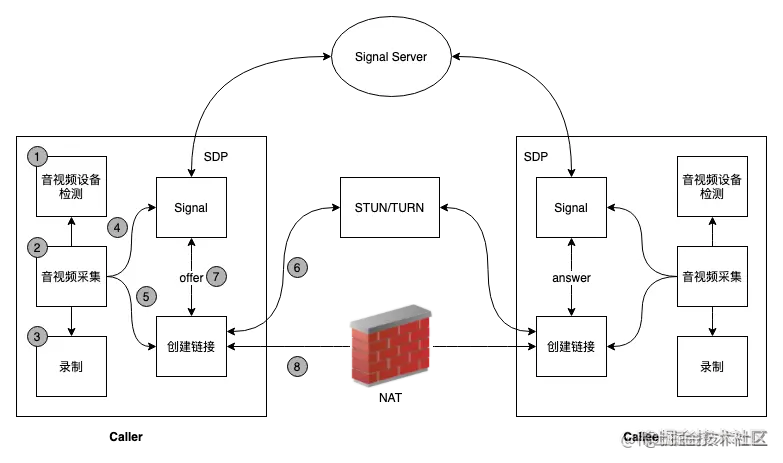 Signal Server
SDP
SDP
1
音视频设备
检测
Signal
STUN/TURN
Signal
音视频设备
检测
4
2
音视频采集
offer
7
6
answer
音视频采集
5
3
录制
创建链接
8
创建链接
录制
NAT
Caller
Callee
@稀土掘金技术社区